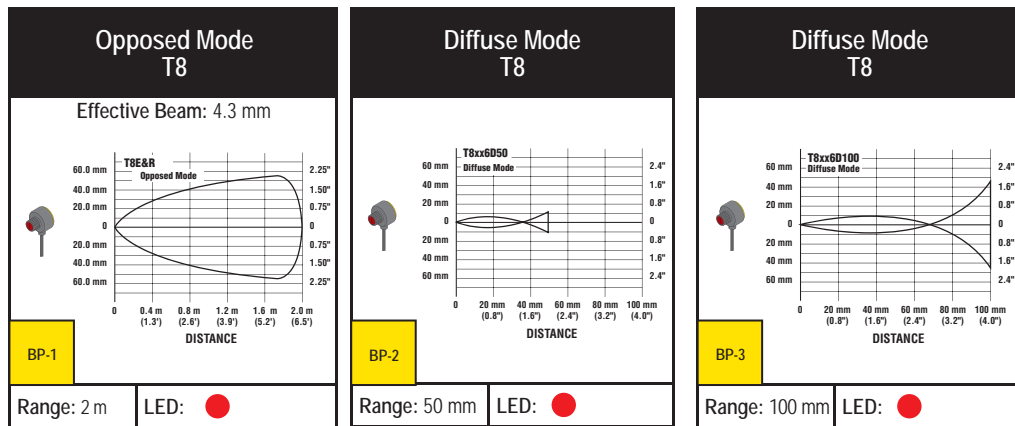 Opposed Mode
T8
Effective Beam: 4.3 mm
T8E&R
Opposed Mode
60.0 mm
40.0 mm
20.0 mm
0
20.0 mm
40.0 mm
60.0 mm
2.25"
1.50"
0.75"
0
0.75"
1.50"
2.25"
0 0.4 m 0.8 m 1.2 m 1.6 m 2.0 m
(1.3') (2.6') (3.9') (5.2') (6.5')
DISTANCE
BP-1
Range: 2 m LED:
Diffuse Mode
T8
T8xx6D50
Diffuse Mode
60 mm
40 mm
20 mm
0
20 mm
40 mm
60 mm
2.4"
1.6"
0.8"
0
0.8"
1.6"
2.4"
0 20 mm 40 mm 60 mm 80 mm 100 mm
(0.8") (1.6") (2.4") (3.2") (4.0")
DISTANCE
BP-2
Range: 50 mm LED:
Diffuse Mode
T8
T8xx6D100
Diffuse Mode
60 mm
40 mm
20 mm
0
20 mm
40 mm
60 mm
2.4"
1.6"
0.8"
0
0.8"
1.6"
2.4"
0 20 mm 40 mm 60 mm 80 mm 100 mm
(0.8") (1.6") (2.4") (3.2") (4.0")
DISTANCE
BP-3
Range: 100 mm LED: